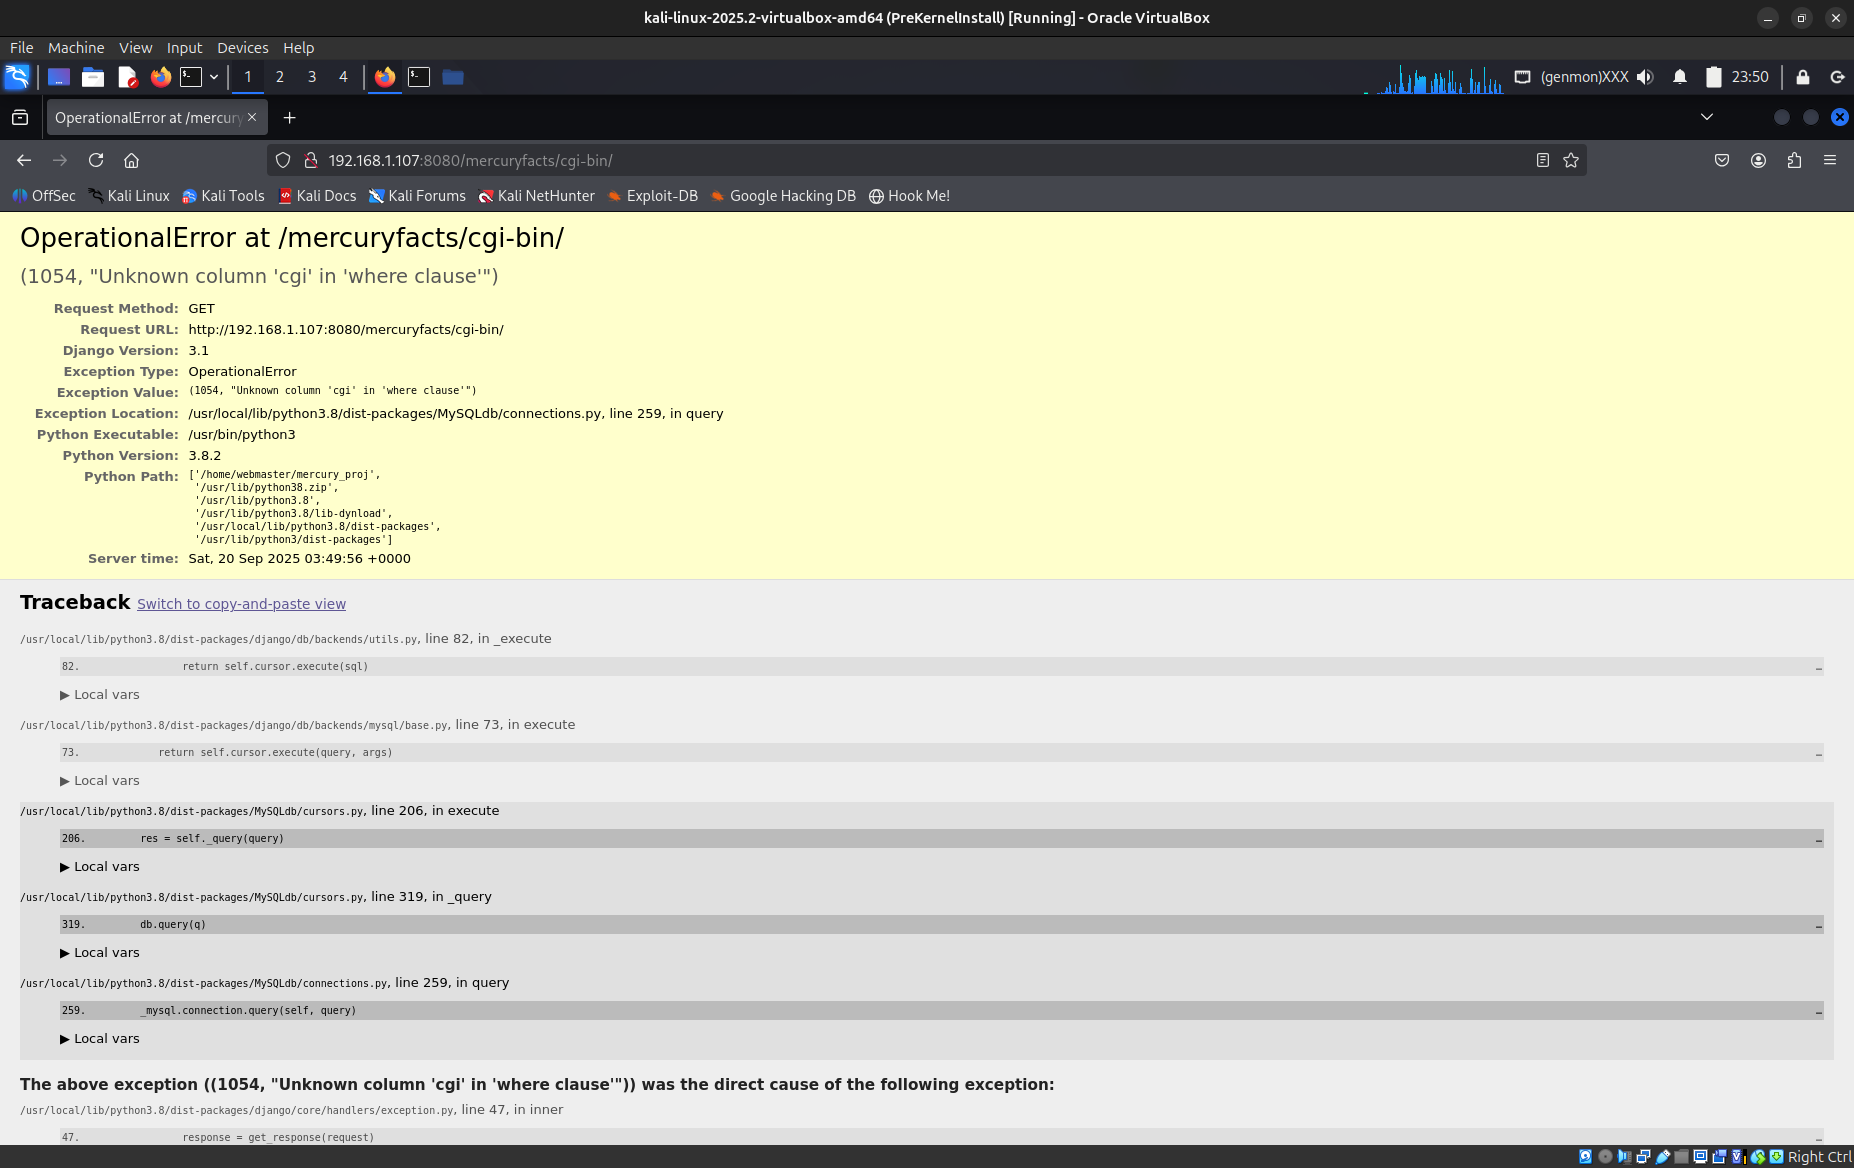 kali-linux-2025.2-virtualbox-amd64 (PreKernelInstall) [Running] - Oracle VirtualBox
File Machine View Input Devices Help
1 2 3 4 (genmon)XXX 23:50
OperationalError at /mercury
192.168.1.107:8080/mercuryfacts/cgi-bin/
OffSec Kali Linux Kali Tools Kali Docs Kali Forums Kali NetHunter Exploit-DB Google Hacking DB Hook Me!
OperationalError at /mercuryfacts/cgi-bin/
(1054, "Unknown column 'cgi' in 'where clause'")
Request Method: GET
Request URL: http://192.168.1.107:8080/mercuryfacts/cgi-bin/
Django Version: 3.1
Exception Type: OperationalError
Exception Value: (1054, "Unknown column 'cgi' in 'where clause'")
Exception Location: /usr/local/lib/python3.8/dist-packages/MySQLdb/connections.py, line 259, in query
Python Executable: /usr/bin/python3
Python Version: 3.8.2
Python Path: ['/home/webmaster/mercury_proj',
'/usr/lib/python38.zip',
'/usr/lib/python3.8',
'/usr/lib/python3.8/lib-dynload',
'/usr/local/lib/python3.8/dist-packages',
'/usr/lib/python3/dist-packages']
Server time: Sat, 20 Sep 2025 03:49:56 +0000
Traceback Switch to copy-and-paste view
/usr/local/lib/python3.8/dist-packages/django/db/backends/utils.py, line 82, in _execute
82. return self.cursor.execute(sql)
…
▶ Local vars
/usr/local/lib/python3.8/dist-packages/django/db/backends/mysql/base.py, line 73, in execute
73. return self.cursor.execute(query, args)
…
▶ Local vars
/usr/local/lib/python3.8/dist-packages/MySQLdb/cursors.py, line 206, in execute
206. res = self._query(query)
…
▶ Local vars
/usr/local/lib/python3.8/dist-packages/MySQLdb/cursors.py, line 319, in _query
319. db.query(q)
…
▶ Local vars
/usr/local/lib/python3.8/dist-packages/MySQLdb/connections.py, line 259, in query
259. _mysql.connection.query(self, query)
…
▶ Local vars
The above exception ((1054, "Unknown column 'cgi' in 'where clause'")) was the direct cause of the following exception:
/usr/local/lib/python3.8/dist-packages/django/core/handlers/exception.py, line 47, in inner
47. response = get_response(request)
…
Right Ctrl